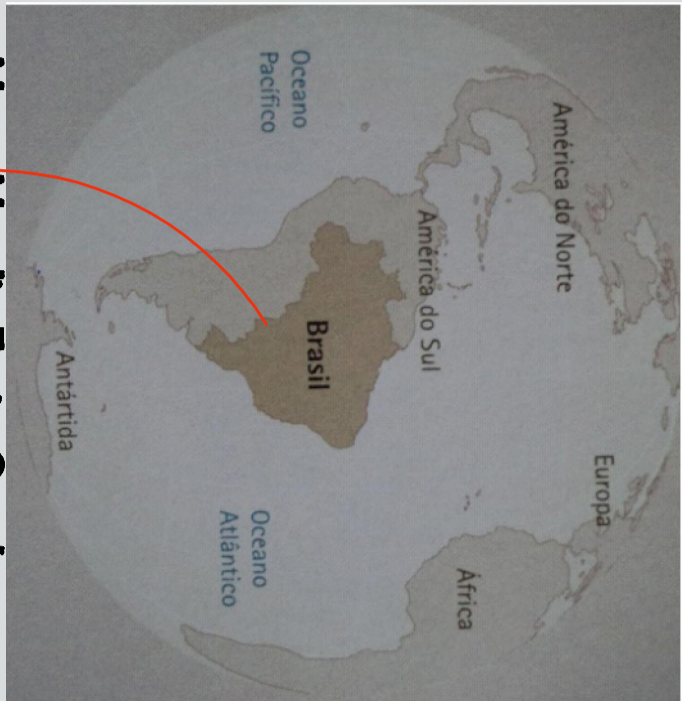 Europa
América do Norte
África
América do Sul
Brasil
Oceano
Pacífico
Oceano
Atlântico
Antártida